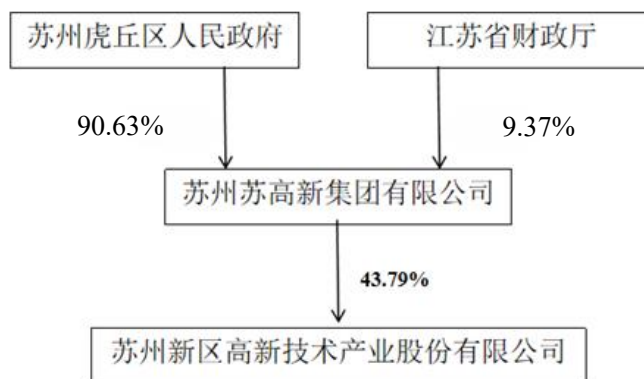 苏州虎丘区人民政府
江苏省财政厅
90.63%
9.37%
苏州苏高新集团有限公司
43.79%
苏州新区高新技术产业股份有限公司